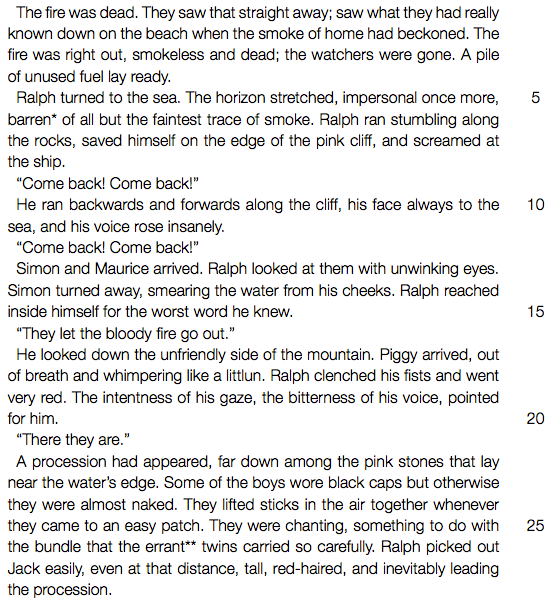 The fire was dead. They saw that straight away; saw what they had really
known down on the beach when the smoke of home had beckoned. The
fire was right out, smokeless and dead; the watchers were gone. A pile
of unused fuel lay ready.
Ralph turned to the sea. The horizon stretched, impersonal once more, 5
barren* of all but the faintest trace of smoke. Ralph ran stumbling along
the rocks, saved himself on the edge of the pink cliff, and screamed at
the ship.
“Come back! Come back!”
He ran backwards and forwards along the cliff, his face always to the 10
sea, and his voice rose insanely.
“Come back! Come back!”
Simon and Maurice arrived. Ralph looked at them with unwinking eyes.
Simon turned away, smearing the water from his cheeks. Ralph reached
inside himself for the worst word he knew. 15
“They let the bloody fire go out.”
He looked down the unfriendly side of the mountain. Piggy arrived, out
of breath and whimpering like a littlun. Ralph clenched his fists and went
very red. The intentness of his gaze, the bitterness of his voice, pointed
for him. 20
“There they are.”
A procession had appeared, far down among the pink stones that lay
near the water’s edge. Some of the boys wore black caps but otherwise
they were almost naked. They lifted sticks in the air together whenever
they came to an easy patch. They were chanting, something to do with 25
the bundle that the errant** twins carried so carefully. Ralph picked out
Jack easily, even at that distance, tall, red-haired, and inevitably leading
the procession.